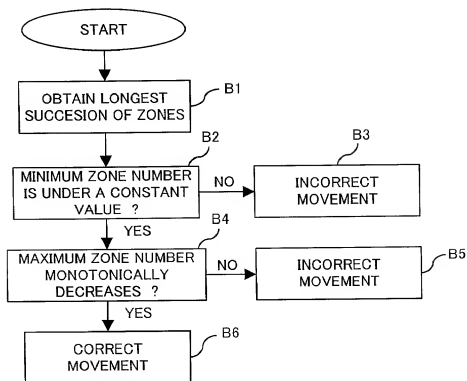 START
OBTAIN LONGEST
SUCCESION OF ZONES
B1
B2
MINIMUM ZONE NUMBER
IS UNDER A CONSTANT
VALUE ?
NO
B3
INCORRECT
MOVEMENT
YES
B4
MAXIMUM ZONE NUMBER
MONOTONICALLY
DECREASES ?
NO
INCORRECT
MOVEMENT
B5
YES
B6
CORRECT
MOVEMENT